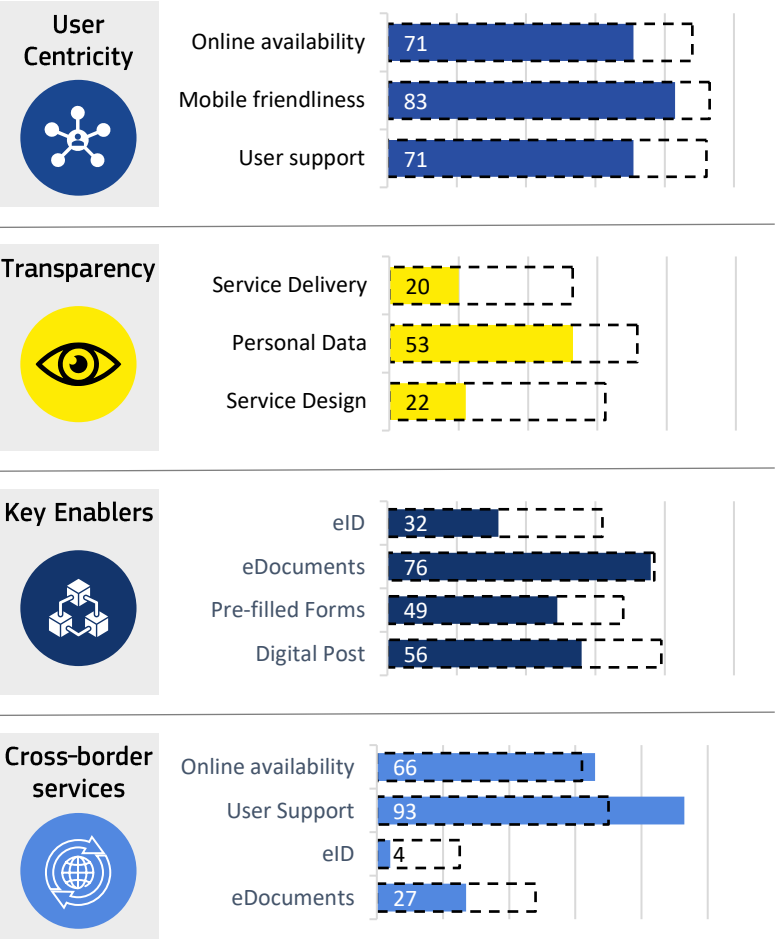 User
Centricity
Online availability 71
Mobile friendliness 83
User support 71
Transparency
Service Delivery 20
Personal Data 53
Service Design 22
Key Enablers
eID 32
eDocuments 76
Pre-filled Forms 49
Digital Post 56
Cross-border
services
Online availability 66
User Support 93
eID 4
eDocuments 27